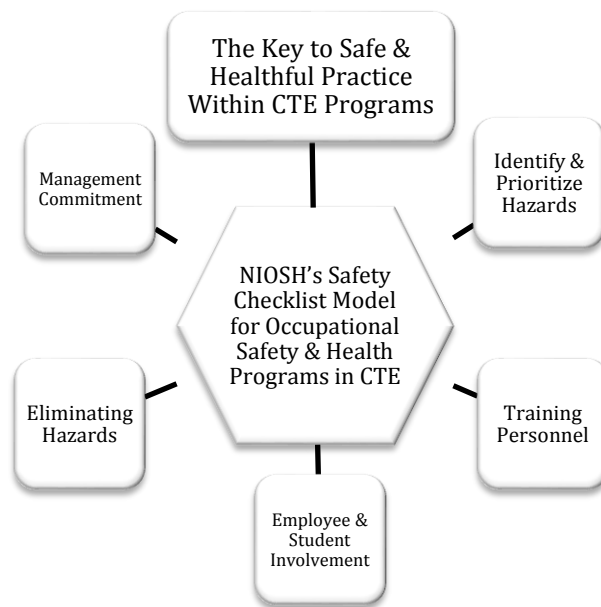 The Key to Safe &
Healthful Practice
Within CTE Programs
Management
Commitment
Identify &
Prioritize
Hazards
NIOSH's Safety
Checklist Model
for Occupational
Safety & Health
Programs in CTE
Eliminating
Hazards
Training
Personnel
Employee &
Student
Involvement